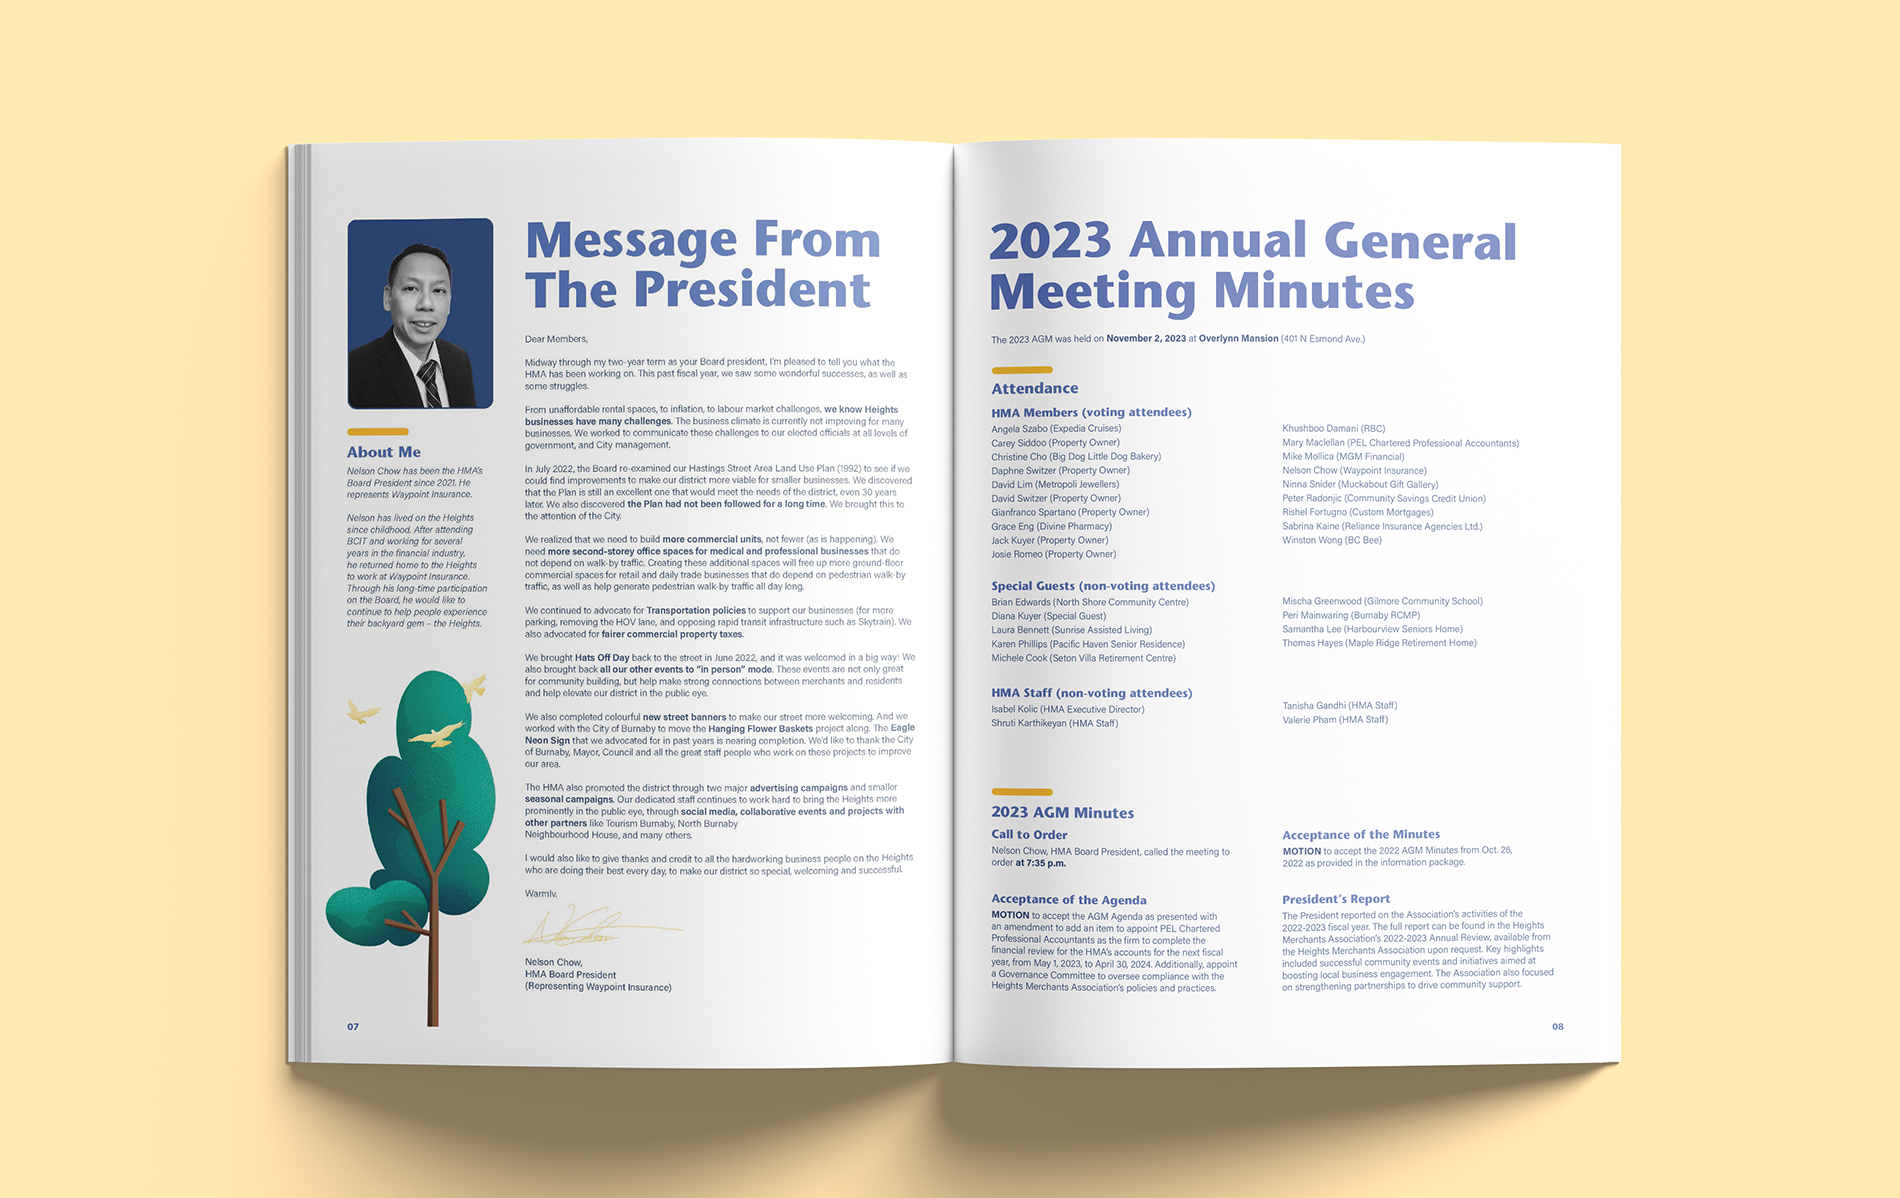 Message From
The President
Dear Members,
Midway through my two-year term as your Board president, I'm pleased to tell you what the
HMA has been working on. This past fiscal year, we saw some wonderful successes, as well as
some struggles.
From unaffordable rental spaces, to inflation, to labour market challenges, we know Heights
businesses have many challenges. The business climate is currently not improving for many
businesses. We worked to communicate these challenges to our elected officials at all levels of
government, and City management.
In July 2022, the Board re-examined our Hastings Street Area Land Use Plan (1992) to see if we
could find improvements to make our district more viable for smaller businesses. We discovered
that the Plan is still an excellent one that would meet the needs of the district, even 30 years
later. We also discovered the Plan had not been followed for a long time. We brought this to
the attention of the City.
We realized that we need to build more commercial units, not fewer (as is happening). We
need more second-storey office spaces for medical and professional businesses that do
not depend on walk-by traffic. Creating these additional spaces will free up more ground-floor
commercial spaces for retail and daily trade businesses that do depend on pedestrian walk-by
traffic, as well as help generate pedestrian walk-by traffic all day long.
We continued to advocate for Transportation policies to support our businesses (for more
parking, removing the HOV lane, and opposing rapid transit infrastructure such as Skytrain). We
also advocated for fairer commercial property taxes.
We brought Hats Off Day back to the street in June 2022, and it was welcomed in a big way! We
also brought back all our other events to "in person" mode. These events are not only great
for community building, but help make strong connections between merchants and residents
and help elevate our district in the public eye.
We also completed colourful new street banners to make our street more welcoming. And we
worked with the City of Burnaby to move the Hanging Flower Baskets project along. The Eagle
Neon Sign that we advocated for in past years is nearing completion. We'd like to thank the City
of Burnaby, Mayor, Council and all the great staff people who work on these projects to improve
our area.
The HMA also promoted the district through two major advertising campaigns and smaller
seasonal campaigns. Our dedicated staff continues to work hard to bring the Heights more
prominently in the public eye, through social media, collaborative events and projects with
other partners like Tourism Burnaby, North Burnaby
Neighbourhood House, and many others.
I would also like to give thanks and credit to all the hardworking business people on the Heights
who are doing their best every day, to make our district so special, welcoming and successful.
Warmly,
Nelson Chow,
HMA Board President
(Representing Waypoint Insurance)
About Me
Nelson Chow has been the HMA's
Board President since 2021. He
represents Waypoint Insurance.
Nelson has lived on the Heights
since childhood. After attending
BCIT and working for several
years in the financial industry,
he returned home to the Heights
to work at Waypoint Insurance.
Through his long-time participation
on the Board, he would like to
continue to help people experience
their backyard gem – the Heights.
07
2023 Annual General
Meeting Minutes
The 2023 AGM was held on November 2, 2023 at Overlynn Mansion (401 N Esmond Ave.)
Attendance
HMA Members (voting attendees)
Angela Szabo (Expedia Cruises)
Carey Siddoo (Property Owner)
Christine Cho (Big Dog Little Dog Bakery)
Daphne Switzer (Property Owner)
David Lim (Metropoli Jewellers)
David Switzer (Property Owner)
Gianfranco Spartano (Property Owner)
Grace Eng (Divine Pharmacy)
Jack Kuyer (Property Owner)
Josie Romeo (Property Owner)
Khushboo Damani (RBC)
Mary Maclellan (PEL Chartered Professional Accountants)
Mike Mollica (MGM Financial)
Nelson Chow (Waypoint Insurance)
Ninna Snider (Muckabout Gift Gallery)
Peter Radonjic (Community Savings Credit Union)
Rishel Fortugno (Custom Mortgages)
Sabrina Kaine (Reliance Insurance Agencies Ltd.)
Winston Wong (BC Bee)
Special Guests (non-voting attendees)
Brian Edwards (North Shore Community Centre)
Diana Kuyer (Special Guest)
Laura Bennett (Sunrise Assisted Living)
Karen Phillips (Pacific Haven Senior Residence)
Michele Cook (Seton Villa Retirement Centre)
Mischa Greenwood (Gilmore Community School)
Peri Mainwaring (Burnaby RCMP)
Samantha Lee (Harbourview Seniors Home)
Thomas Hayes (Maple Ridge Retirement Home)
HMA Staff (non-voting attendees)
Isabel Kolic (HMA Executive Director)
Shruti Karthikeyan (HMA Staff)
Tanisha Gandhi (HMA Staff)
Valerie Pham (HMA Staff)
2023 AGM Minutes
Call to Order
Nelson Chow, HMA Board President, called the meeting to
order at 7:35 p.m.
Acceptance of the Agenda
MOTION to accept the AGM Agenda as presented with
an amendment to add an item to appoint PEL Chartered
Professional Accountants as the firm to complete the
financial review for the HMA's accounts for the next fiscal
year, from May 1, 2023, to April 30, 2024. Additionally, appoint
a Governance Committee to oversee compliance with the
Heights Merchants Association's policies and practices.
Acceptance of the Minutes
MOTION to accept the 2022 AGM Minutes from Oct. 26,
2022 as provided in the information package.
President's Report
The President reported on the Association's activities of the
2022-2023 fiscal year. The full report can be found in the Heights
Merchants Association's 2022-2023 Annual Review, available from
the Heights Merchants Association upon request. Key highlights
included successful community events and initiatives aimed at
boosting local business engagement. The Association also focused
on strengthening partnerships to drive community support.
08